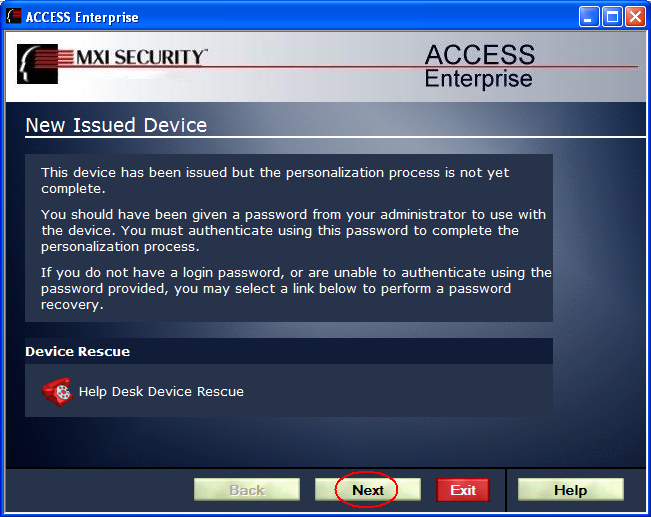 ACCESS Enterprise
MXI SECURITY™
ACCESS
Enterprise
New Issued Device
This device has been issued but the personalization process is not yet
complete.
You should have been given a password from your administrator to use with
the device. You must authenticate using this password to complete the
personalization process.
If you do not have a login password, or are unable to authenticate using the
password provided, you may select a link below to perform a password
recovery.
Device Rescue
Help Desk Device Rescue
Back
Next
Exit
Help